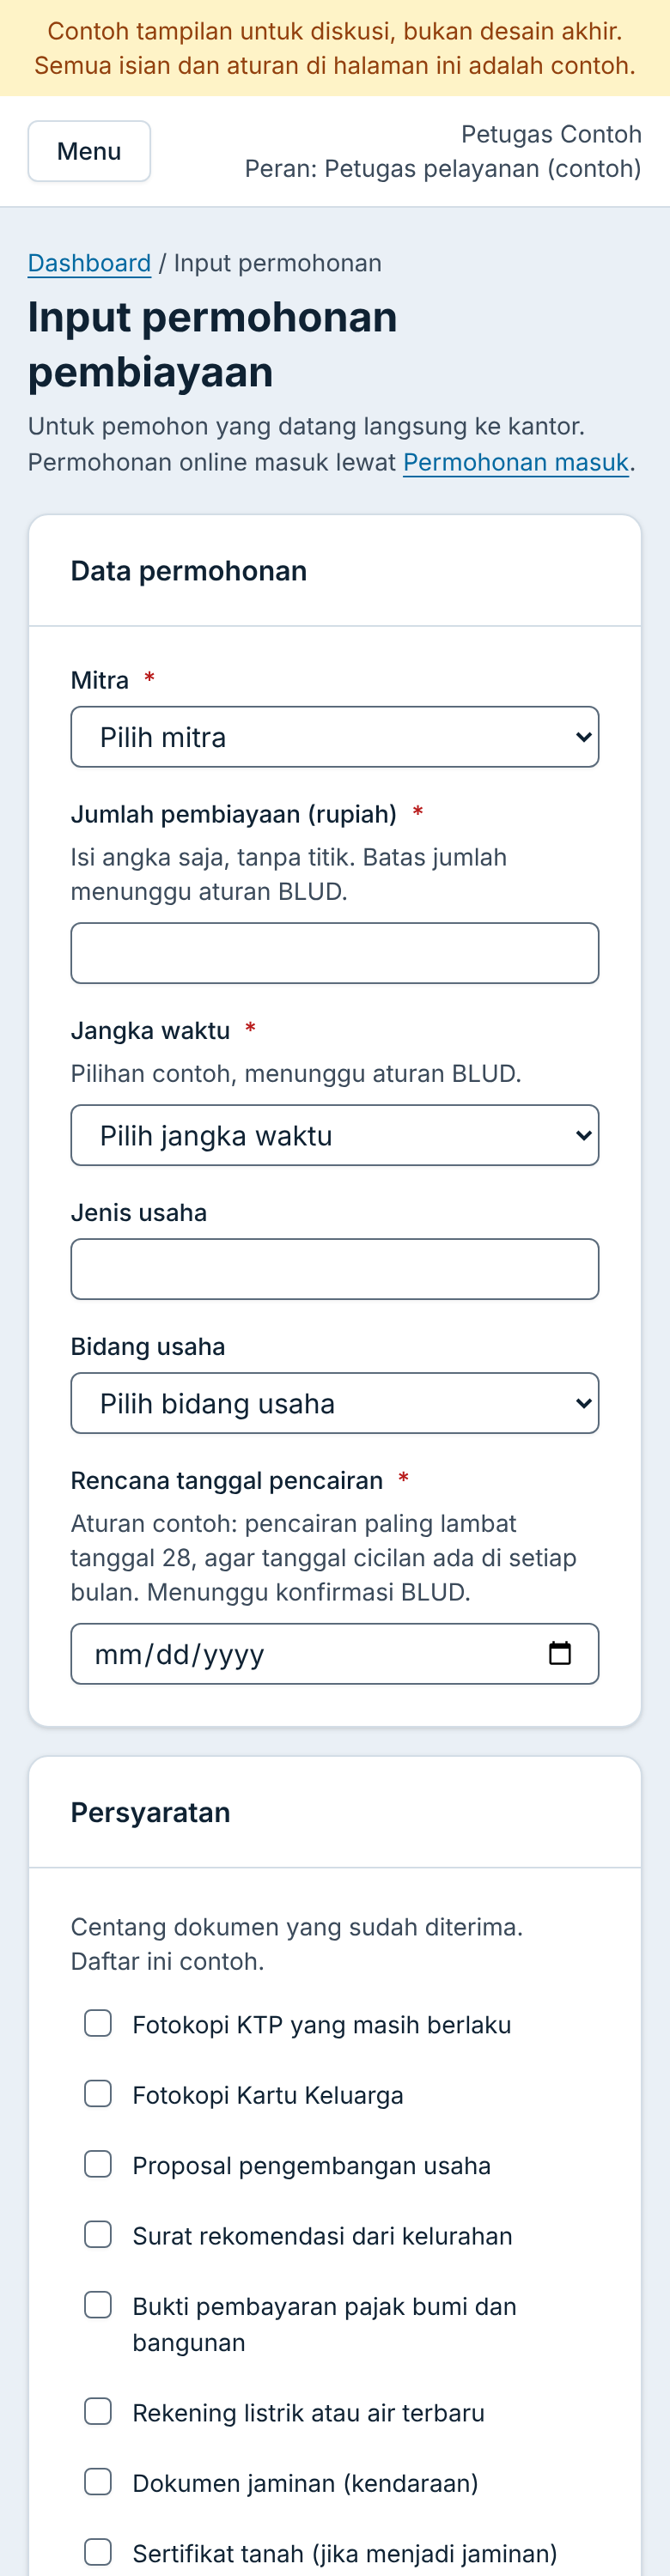 Contoh tampilan untuk diskusi, bukan desain akhir.
Semua isian dan aturan di halaman ini adalah contoh.
Menu
Petugas Contoh
Peran: Petugas pelayanan (contoh)
Dashboard / Input permohonan
Input permohonan
pembiayaan
Untuk pemohon yang datang langsung ke kantor.
Permohonan online masuk lewat Permohonan masuk.
Data permohonan
Mitra *
Pilih mitra
Jumlah pembiayaan (rupiah) *
Isi angka saja, tanpa titik. Batas jumlah
menunggu aturan BLUD.
Jangka waktu *
Pilihan contoh, menunggu aturan BLUD.
Pilih jangka waktu
Jenis usaha
Bidang usaha
Pilih bidang usaha
Rencana tanggal pencairan *
Aturan contoh: pencairan paling lambat
tanggal 28, agar tanggal cicilan ada di setiap
bulan. Menunggu konfirmasi BLUD.
mm/dd/yyyy
Persyaratan
Centang dokumen yang sudah diterima.
Daftar ini contoh.
Fotokopi KTP yang masih berlaku
Fotokopi Kartu Keluarga
Proposal pengembangan usaha
Surat rekomendasi dari kelurahan
Bukti pembayaran pajak bumi dan
bangunan
Rekening listrik atau air terbaru
Dokumen jaminan (kendaraan)
Sertifikat tanah (jika menjadi jaminan)